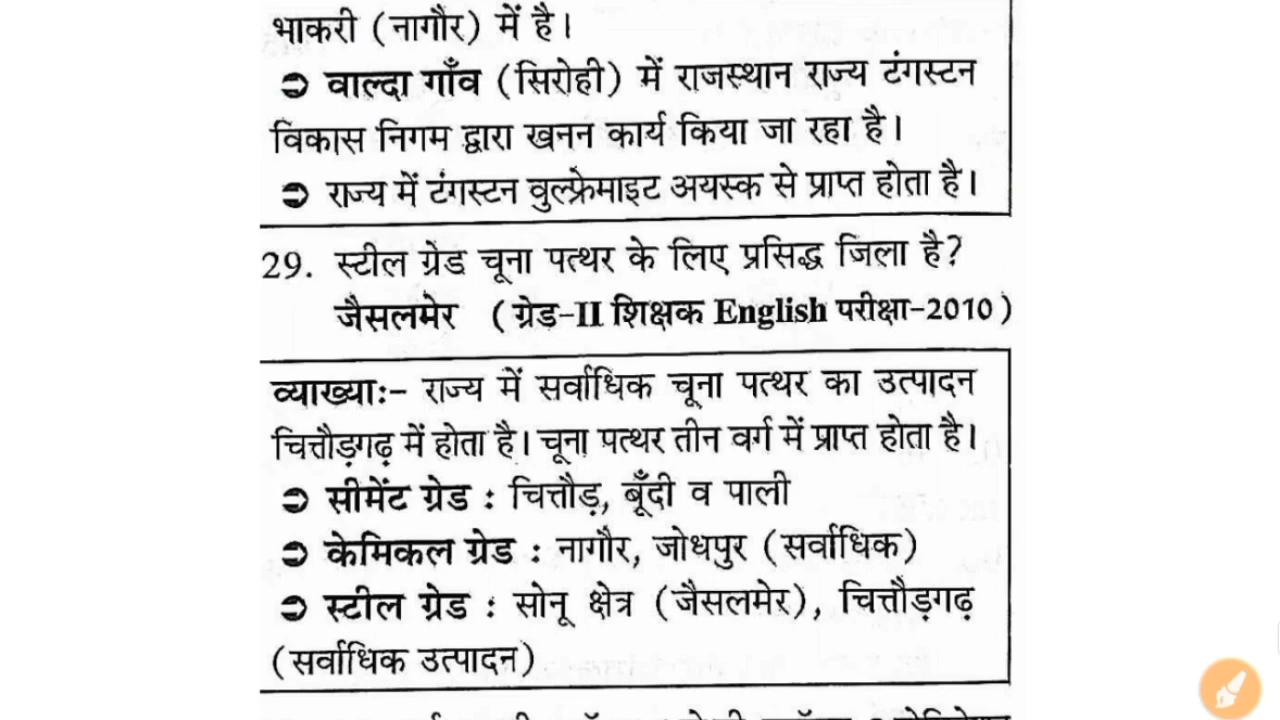 भाकरी (नागौर) में है।
➲ वाल्दा गाँव (सिरोही) में राजस्थान राज्य टंगस्टन
विकास निगम द्वारा खनन कार्य किया जा रहा है।
➲ राज्य में टंगस्टन वुल्फ्रेमाइट अयस्क से प्राप्त होता है।
29. स्टील ग्रेड चूना पत्थर के लिए प्रसिद्ध जिला है?
जैसलमेर (ग्रेड-II शिक्षक English परीक्षा-2010)
व्याख्याः- राज्य में सर्वाधिक चूना पत्थर का उत्पादन
चित्तौड़गढ़ में होता है। चूना पत्थर तीन वर्ग में प्राप्त होता है।
➲ सीमेंट ग्रेड : चित्तौड़, बूँदी व पाली
➲ केमिकल ग्रेड : नागौर, जोधपुर (सर्वाधिक)
➲ स्टील ग्रेड : सोनू क्षेत्र (जैसलमेर), चित्तौड़गढ़
(सर्वाधिक उत्पादन)